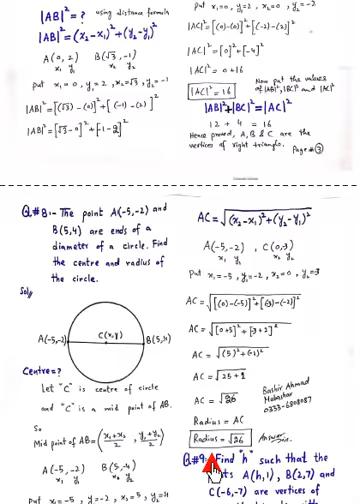 |AB|² = ? using distance formula
|AB|² = (x₂-x₁)² + (y₂-y₁)²
A(0, 2) B(√3, -1)
x₁ y₁ x₂ y₂
Put x₁=0, y₁=2, x₂=√3, y₂=-1
|AB|² = [(√3) - (0)]² + [(-1) - (2)]²
|AB|² = [√3 - 0]² + [-1 - 2]²
Put x₁=0, y₁=2, x₂=0, y₂=-2
|AC|² = [(0)-(0)]² + [(-2)-(2)]²
|AC|² = [0]² + [-4]²
|AC|² = 0 + 16
|AC|² = 16
Now put the values
of |AB|², |BC|² and |AC|²
|AB|² + |BC|² = |AC|²
12 + 4 = 16
Hence proved, A, B & C are the
vertices of right triangle.
Page # 3
Q.#8:- The point A(-5,-2) and
B(5,4) are ends of a
diameter of a circle. Find
the centre and radius of
the circle.
Sol:
A(-5,-2) C(x,y) B(5,4)
Centre = ?
Let "C" is centre of circle
and "C" is a mid point of AB.
So
Mid point of AB = (x₁+x₂/2, y₁+y₂/2)
A(-5,-2) B(5,-4)
x₁ y₁ x₂ y₂
Put x₁=-5, y₁=-2, x₂=5, y₂=
AC = √(x₂-x₁)² + (y₂-y₁)²
A(-5,-2), C(0,-3)
x₁ y₁ x₂ y₂
Put x₁=-5, y₁=-2, x₂=0, y₂=-3
AC = √[(0)-(-5)]² + [(-3)-(-2)]²
AC = √[0+5]² + [-3+2]²
AC = √(5)² + (-1)²
AC = √25+1
AC = √26
Bashir Ahmad
Mubashar
Radius = AC
Radius = √26 Answer
Q.#9:- Find "h" such that the
A(h,1), B(2,7) and
C(-6,-7) are vertices of